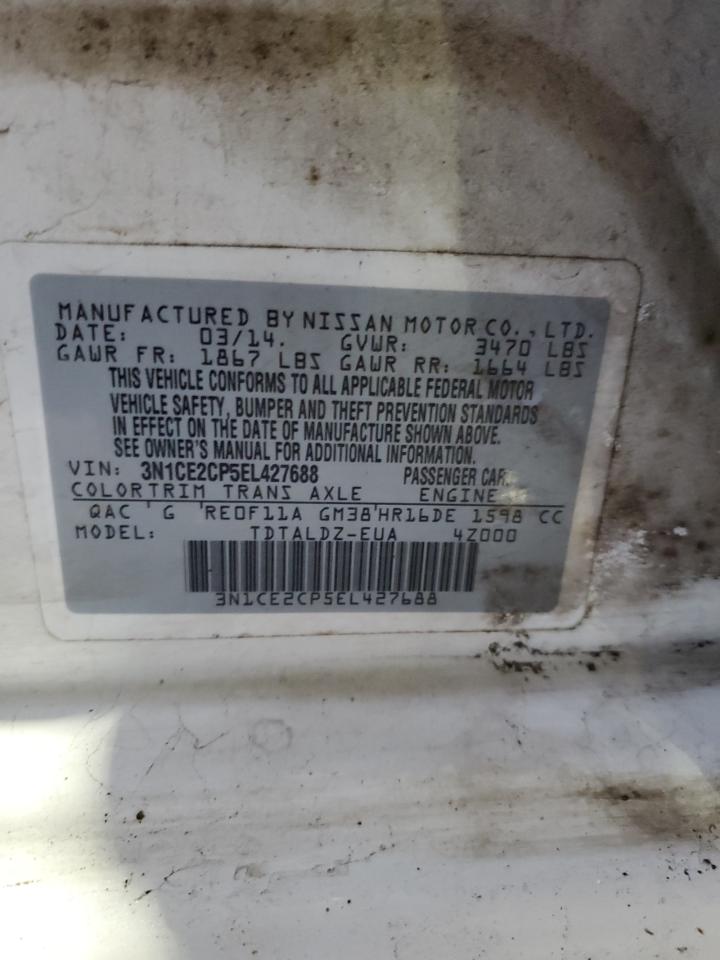 MANUFACTURED BY NISSAN MOTOR CO., LTD.
DATE: 03/14. GVWR: 3470 LBS
GAWR FR: 1867 LBS GAWR RR: 1664 LBS
THIS VEHICLE CONFORMS TO ALL APPLICABLE FEDERAL MOTOR
VEHICLE SAFETY, BUMPER AND THEFT PREVENTION STANDARDS
IN EFFECT ON THE DATE OF MANUFACTURE SHOWN ABOVE.
SEE OWNER'S MANUAL FOR ADDITIONAL INFORMATION.
VIN: 3N1CE2CP5EL427688 PASSENGER CAR.
COLOR TRIM TRANS AXLE ENGINE
QAC G RE0F11A GM38 HR16DE 1598 CC
MODEL: TDTALDZ-EUA 4Z000
3N1CE2CP5EL427688